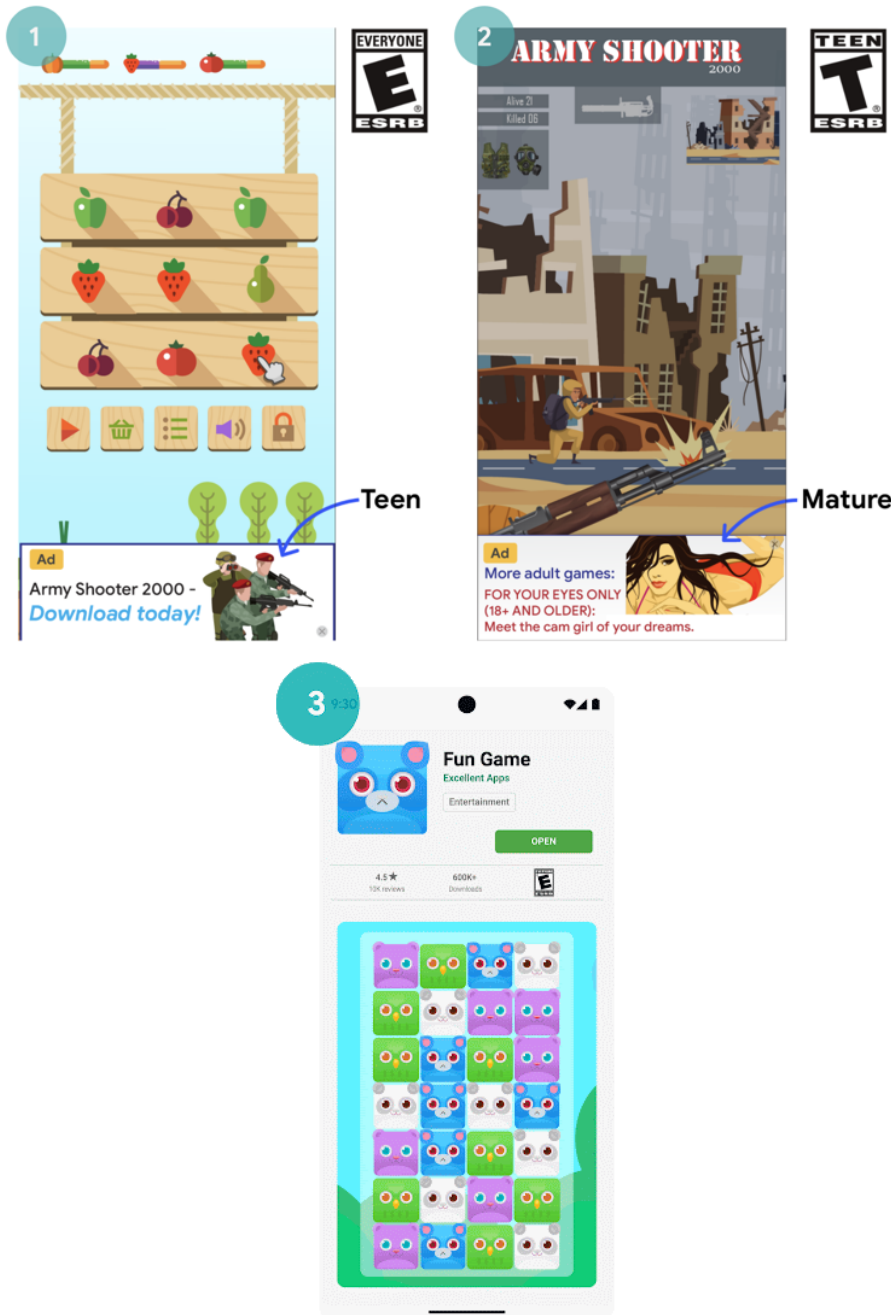 1
EVERYONE
E
ESRB
Teen
Ad
Army Shooter 2000 -
Download today!
2
ARMY SHOOTER
2000
Alive 21
Killed 06
TEEN
T
ESRB
Mature
Ad
More adult games:
FOR YOUR EYES ONLY
(18+ AND OLDER):
Meet the cam girl of your dreams.
3
9:30
Fun Game
Excellent Apps
Entertainment
OPEN
4.5★
10K reviews
600K+
Downloads
E